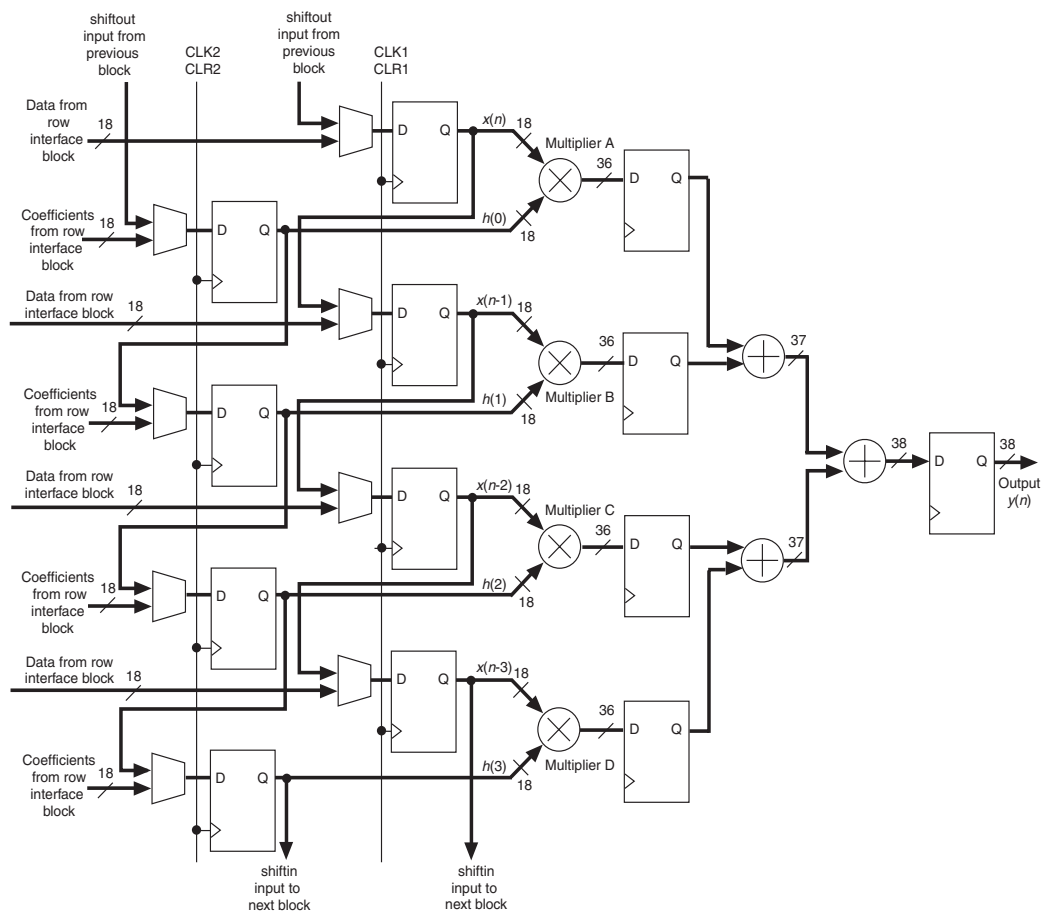 shiftout
input from
previous
block
CLK2
CLR2
shiftout
input from
previous
block
CLK1
CLR1
Data from
row
interface
block
18
D
Q
x(n)
18
Multiplier A
36
D
Q
Coefficients
from row
interface
block
18
D
Q
h(0)
18
Data from row
interface block
18
D
Q
x(n-1)
18
36
D
Q
37
Multiplier B
Coefficients
from row
interface
block
18
D
Q
h(1)
18
38
D
Q
38
Output
y(n)
Data from row
interface block
18
D
Q
x(n-2)
18
Multiplier C
36
D
Q
37
Coefficients
from row
interface
block
18
D
Q
h(2)
18
Data from row
interface block
18
D
Q
x(n-3)
18
36
D
Q
Multiplier D
Coefficients
from row
interface
block
18
D
Q
h(3)
18
shiftin
input to
next block
shiftin
input to
next block